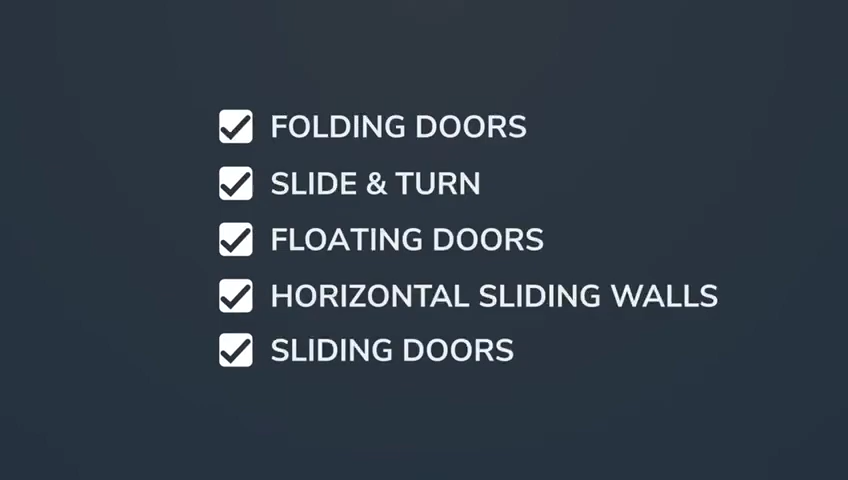 FOLDING DOORS
SLIDE & TURN
FLOATING DOORS
HORIZONTAL SLIDING WALLS
SLIDING DOORS